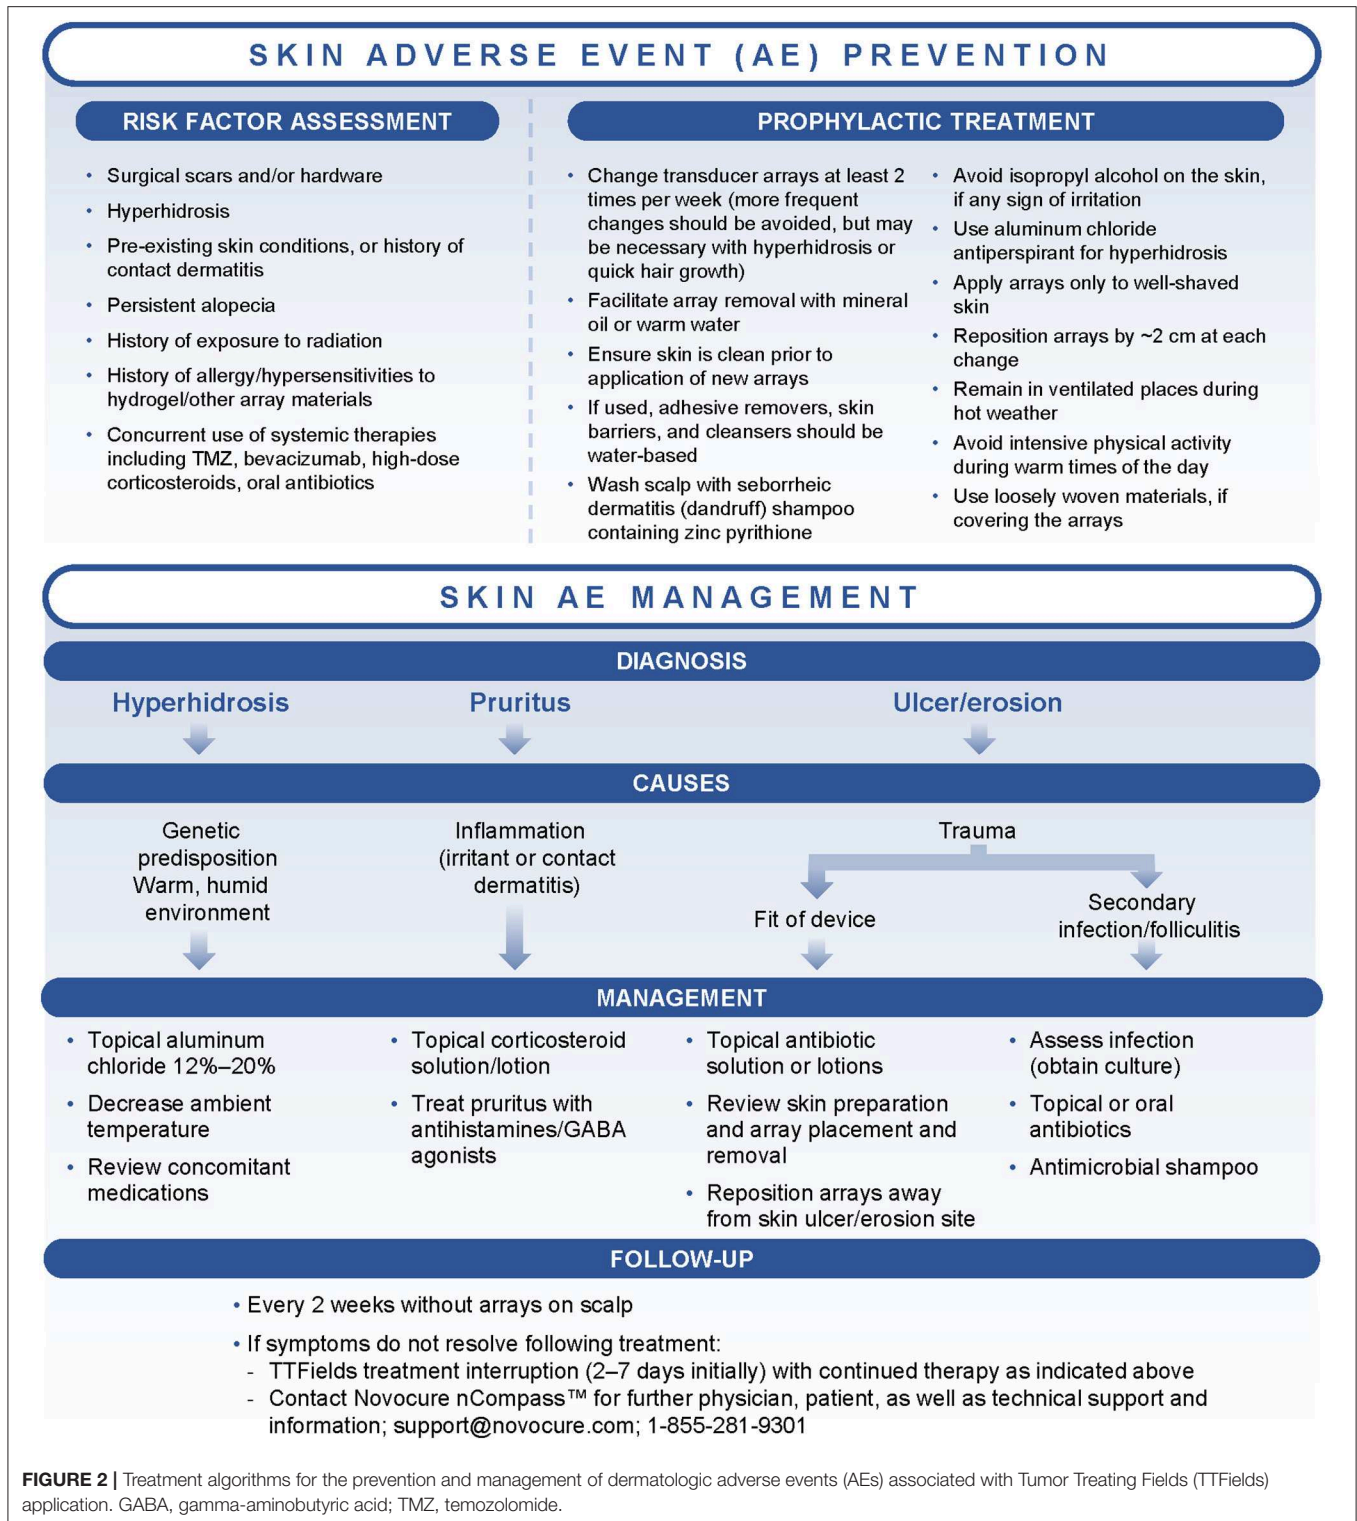 SKIN ADVERSE EVENT (AE) PREVENTION
RISK FACTOR ASSESSMENT
• Surgical scars and/or hardware
• Hyperhidrosis
• Pre-existing skin conditions, or history of
contact dermatitis
• Persistent alopecia
• History of exposure to radiation
• History of allergy/hypersensitivities to
hydrogel/other array materials
• Concurrent use of systemic therapies
including TMZ, bevacizumab, high-dose
corticosteroids, oral antibiotics
PROPHYLACTIC TREATMENT
• Change transducer arrays at least 2
times per week (more frequent
changes should be avoided, but may
be necessary with hyperhidrosis or
quick hair growth)
• Facilitate array removal with mineral
oil or warm water
• Ensure skin is clean prior to
application of new arrays
• If used, adhesive removers, skin
barriers, and cleansers should be
water-based
• Wash scalp with seborrheic
dermatitis (dandruff) shampoo
containing zinc pyrithione
• Avoid isopropyl alcohol on the skin,
if any sign of irritation
• Use aluminum chloride
antiperspirant for hyperhidrosis
• Apply arrays only to well-shaved
skin
• Reposition arrays by ~2 cm at each
change
• Remain in ventilated places during
hot weather
• Avoid intensive physical activity
during warm times of the day
• Use loosely woven materials, if
covering the arrays
SKIN AE MANAGEMENT
DIAGNOSIS
Hyperhidrosis
Pruritus
Ulcer/erosion
CAUSES
Genetic
predisposition
Warm, humid
environment
Inflammation
(irritant or contact
dermatitis)
Trauma
Fit of device
Secondary
infection/folliculitis
MANAGEMENT
• Topical aluminum
chloride 12%–20%
• Decrease ambient
temperature
• Review concomitant
medications
• Topical corticosteroid
solution/lotion
• Treat pruritus with
antihistamines/GABA
agonists
• Topical antibiotic
solution or lotions
• Review skin preparation
and array placement and
removal
• Reposition arrays away
from skin ulcer/erosion site
• Assess infection
(obtain culture)
• Topical or oral
antibiotics
• Antimicrobial shampoo
FOLLOW-UP
• Every 2 weeks without arrays on scalp
• If symptoms do not resolve following treatment:
- TTFields treatment interruption (2–7 days initially) with continued therapy as indicated above
- Contact Novocure nCompass™ for further physician, patient, as well as technical support and
information; support@novocure.com; 1-855-281-9301
FIGURE 2 | Treatment algorithms for the prevention and management of dermatologic adverse events (AEs) associated with Tumor Treating Fields (TTFields)
application. GABA, gamma-aminobutyric acid; TMZ, temozolomide.